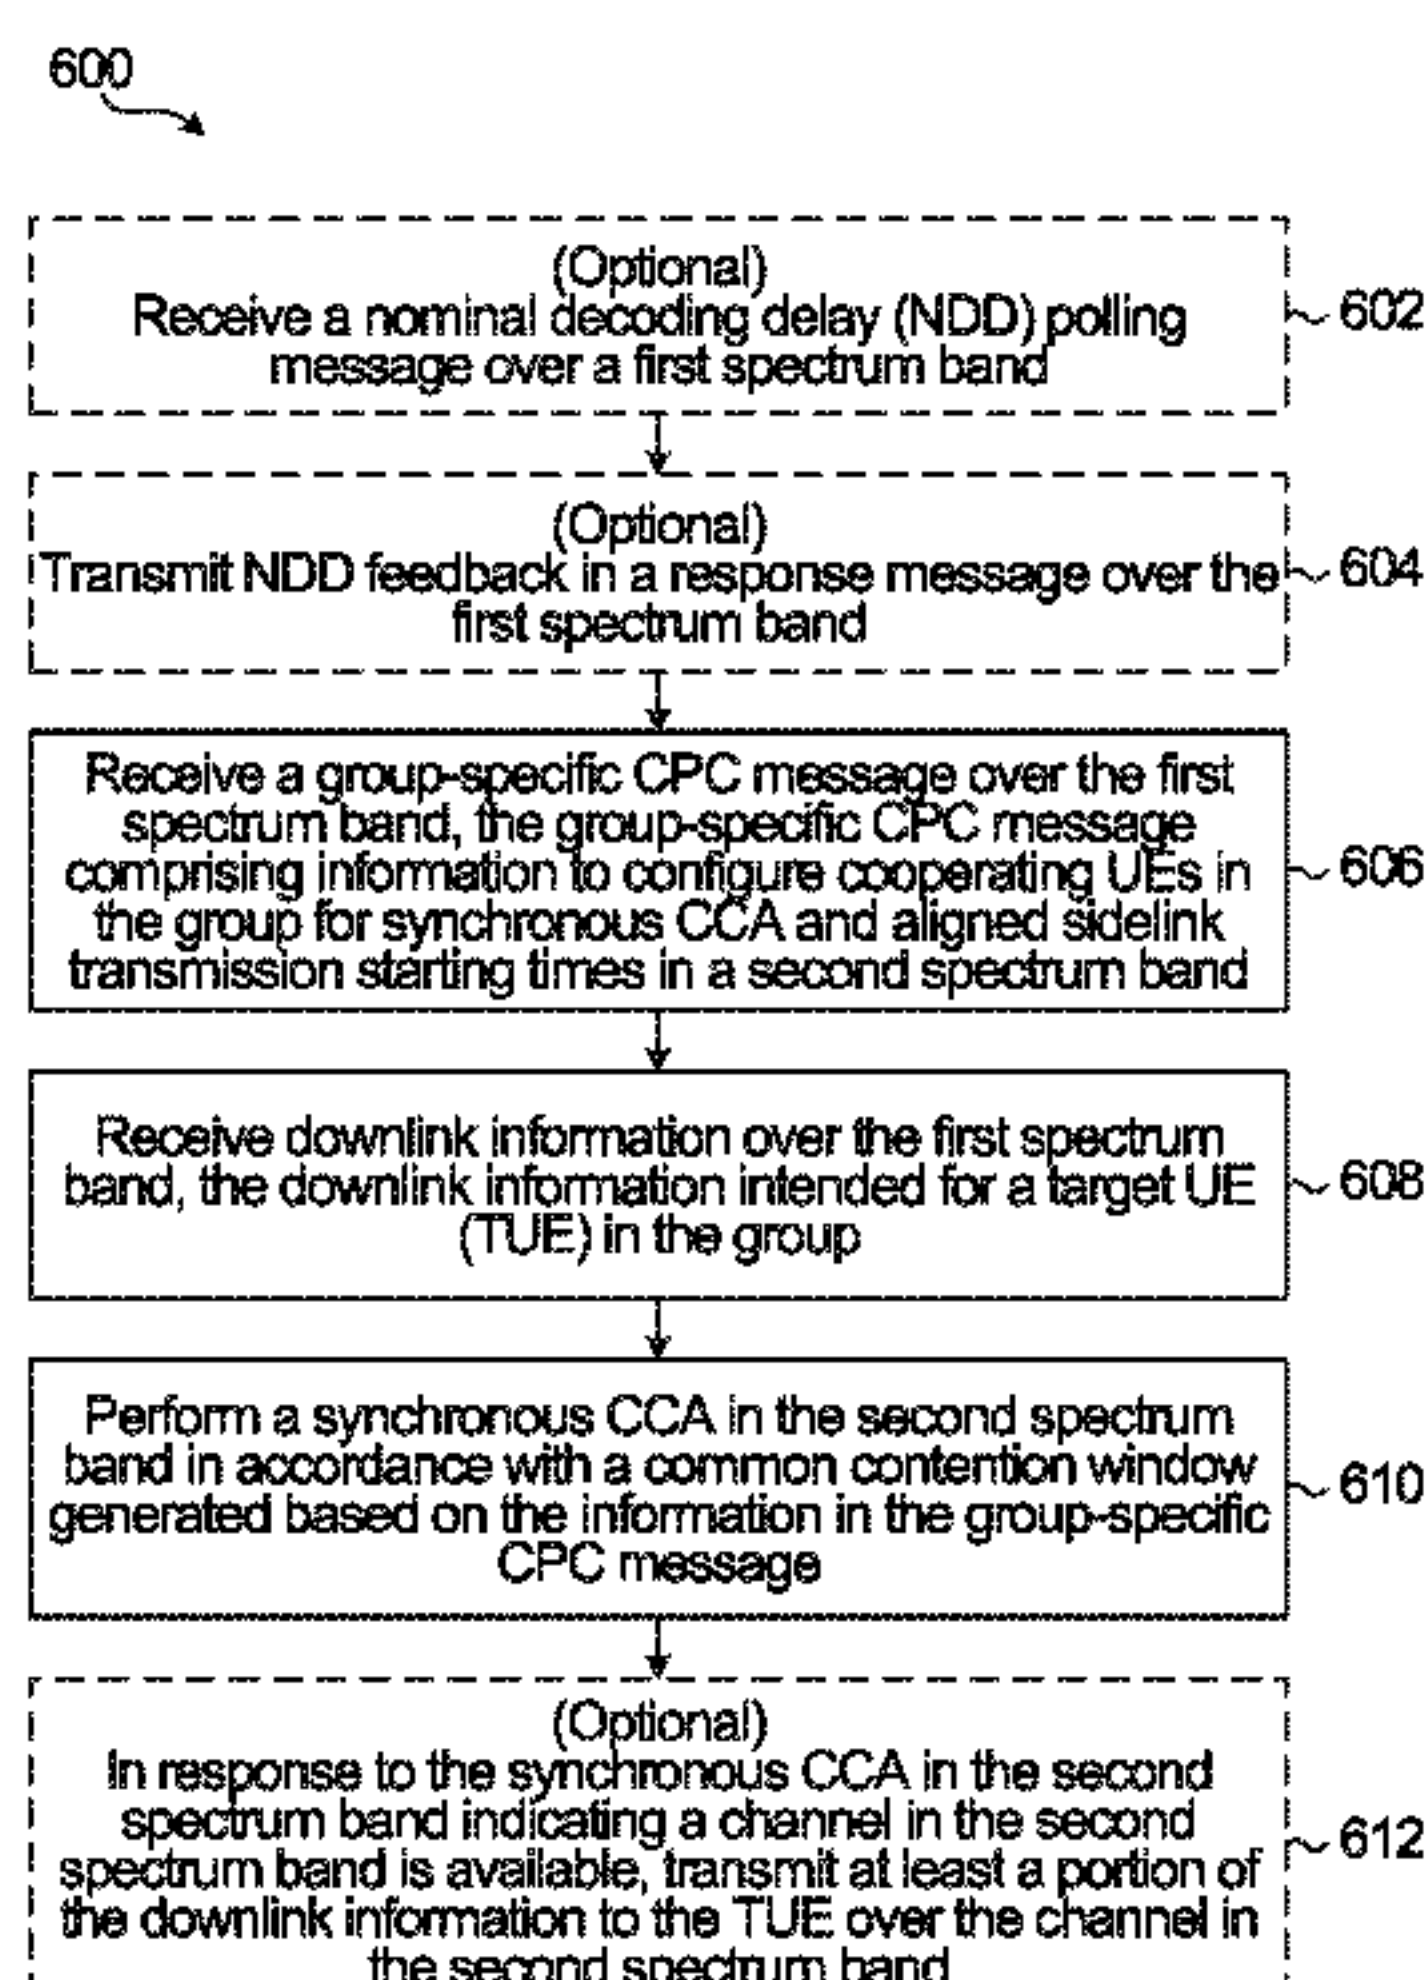 600
(Optional)
Receive a nominal decoding delay (NDD) polling
message over a first spectrum band
602
(Optional)
Transmit NDD feedback in a response message over the
first spectrum band
604
Receive a group-specific CPC message over the first
spectrum band, the group-specific CPC message
comprising information to configure cooperating UEs in
the group for synchronous CCA and aligned sidelink
transmission starting times in a second spectrum band
606
Receive downlink information over the first spectrum
band, the downlink information intended for a target UE
(TUE) in the group
608
Perform a synchronous CCA in the second spectrum
band in accordance with a common contention window
generated based on the information in the group-specific
CPC message
610
(Optional)
In response to the synchronous CCA in the second
spectrum band indicating a channel in the second
spectrum band is available, transmit at least a portion of
the downlink information to the TUE over the channel in
the second spectrum band
612